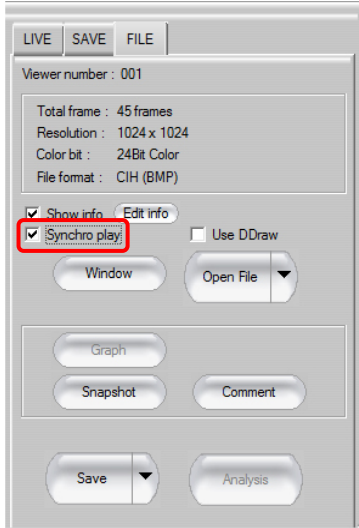 LIVE SAVE FILE
Viewer number : 001
Total frame : 45 frames
Resolution : 1024 x 1024
Color bit : 24Bit Color
File format : CIH (BMP)
Show info Edit info
Synchro play Use DDraw
Window Open File
Graph
Snapshot Comment
Save Analysis